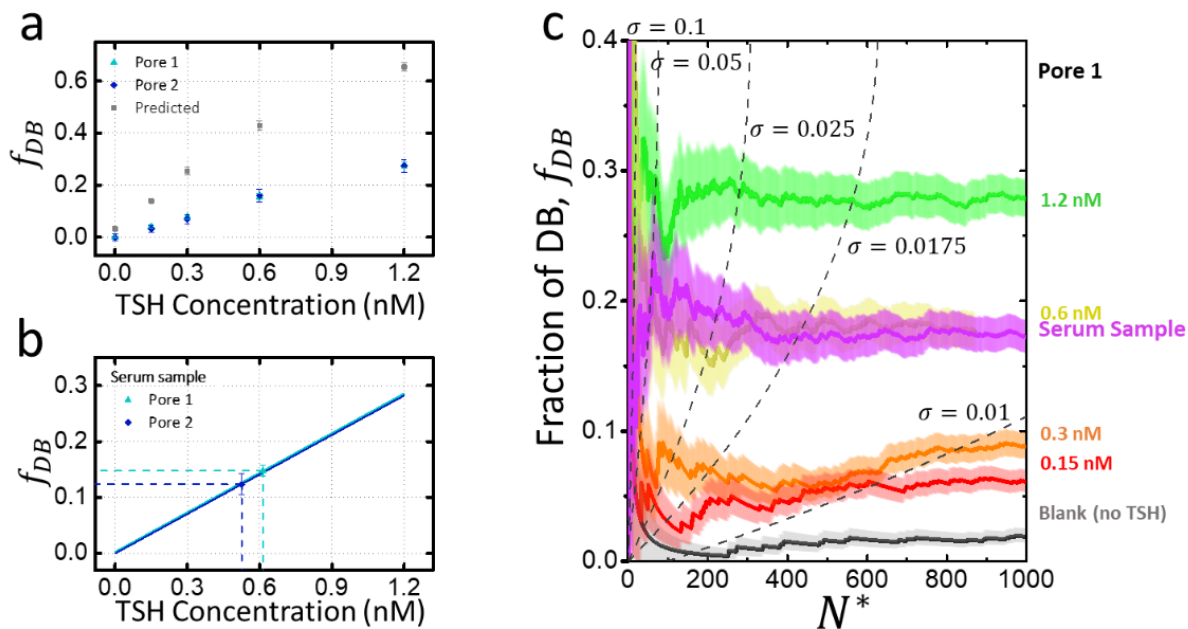 a
0.6
0.4
0.2
0.0
f_DB
Pore 1
Pore 2
Predicted
0.0 0.3 0.6 0.9 1.2
TSH Concentration (nM)
b
0.3
0.2
0.1
0.0
f_DB
Serum sample
Pore 1
Pore 2
0.0 0.3 0.6 0.9 1.2
TSH Concentration (nM)
c
0.4
0.3
0.2
0.1
0.0
Fraction of DB, f_DB
σ = 0.1
σ = 0.05
σ = 0.025
σ = 0.0175
σ = 0.01
0 200 400 600 800 1000
N*
Pore 1
1.2 nM
0.6 nM
Serum Sample
0.3 nM
0.15 nM
Blank (no TSH)